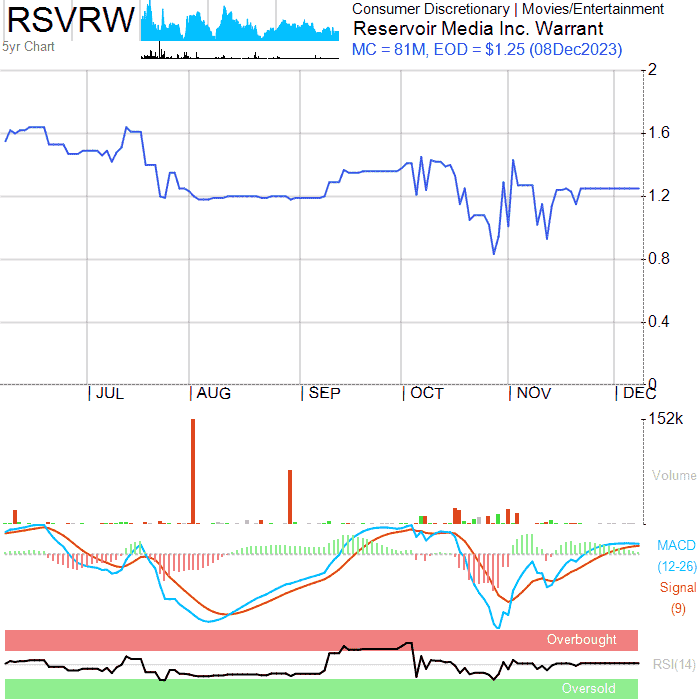 RSVRW
5yr Chart
Consumer Discretionary | Movies/Entertainment
Reservoir Media Inc. Warrant
MC = 81M, EOD = $1.25 (08Dec2023)
2
1.6
1.2
0.8
0.4
0
JUL AUG SEP OCT NOV DEC
152k
Volume
MACD
(12-26)
Signal
(9)
Overbought
RSI(14)
Oversold